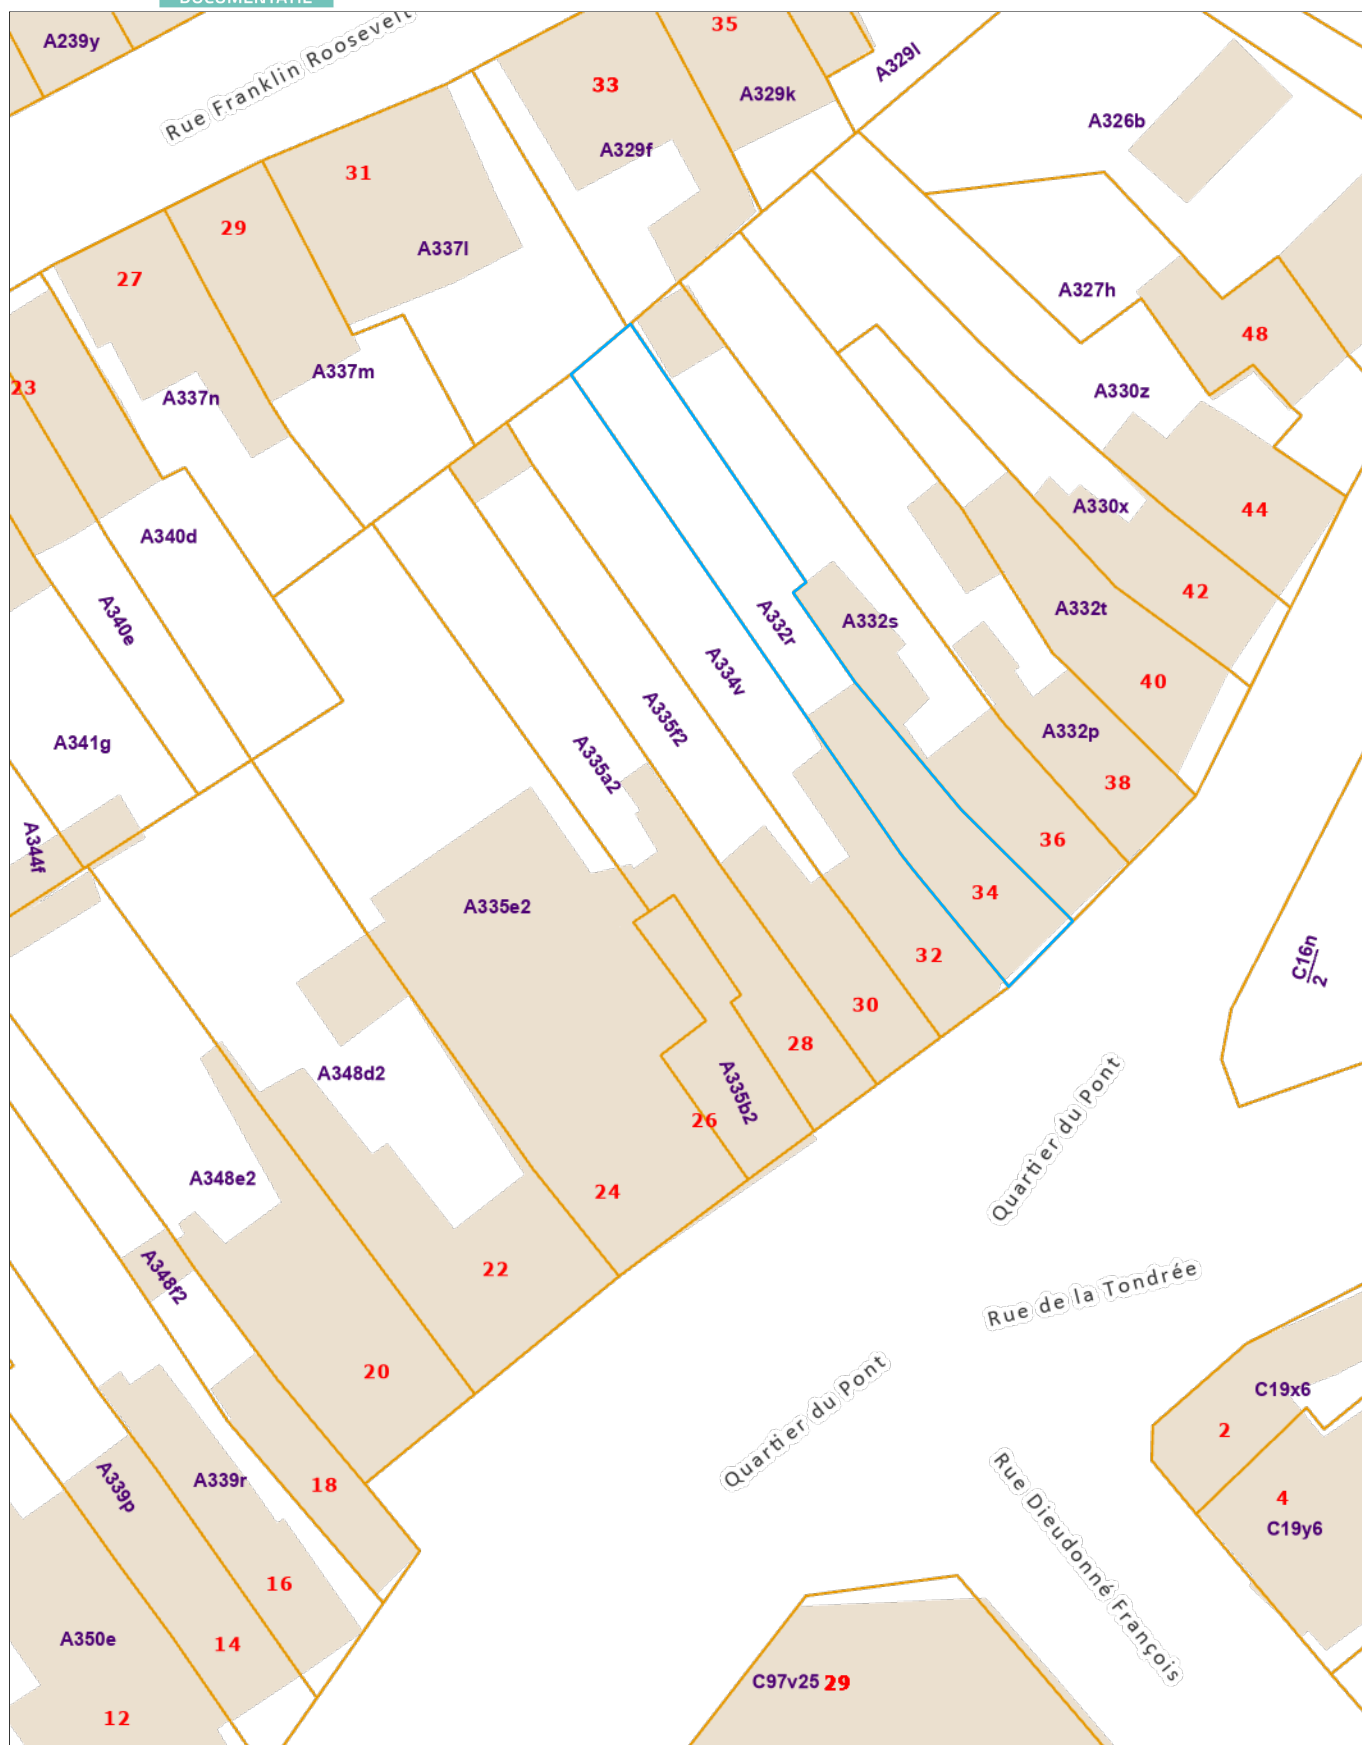 DOCUMENTATIE
A239y
Rue Franklin Roosevelt
35
A329l
33
A329k
A326b
A329f
31
29
A337l
27
A327h
48
A337m
23
A337n
A330z
A340d
A330x
44
A340e
A332r
A332s
A332t
42
A334v
40
A335f2
A341g
A335a2
A332p
38
A344f
36
A335e2
34
32
C16n
2
30
28
A348d2
A335b2
26
Quartier du Pont
A348e2
24
A348f2
22
Rue de la Tondrée
20
Quartier du Pont
C19x6
2
A339p
A339r
18
4
C19y6
Rue Dieudonné François
16
A350e
14
C97v25 29
12